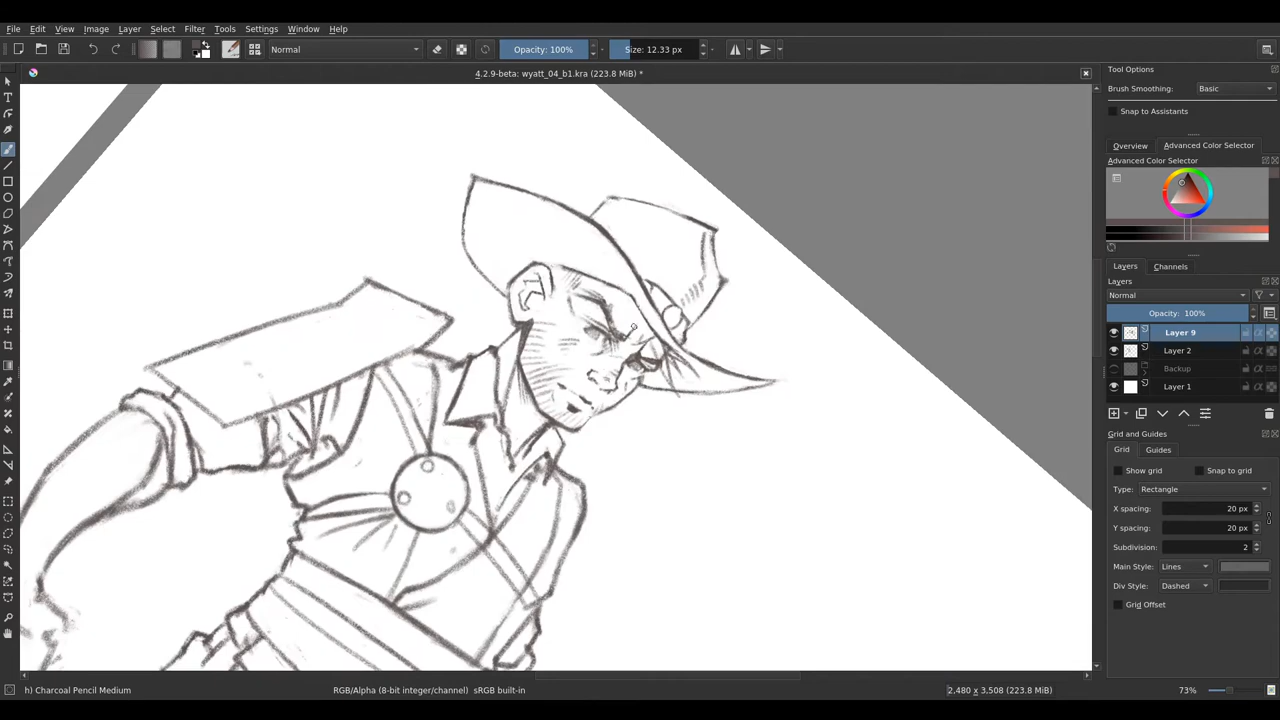 File Edit View Image Layer Select Filter Tools Settings Window Help
Normal Opacity: 100% Size: 12.33 px
4.2.9-beta: wyatt_04_b1.kra (223.8 MiB) *
Tool Options
Brush Smoothing: Basic
Snap to Assistants
Overview Advanced Color Selector
Advanced Color Selector
Layers Channels
Layers
Normal
Opacity: 100%
Layer 9
Layer 2
Backup
Layer 1
Grid and Guides
Grid Guides
Show grid Snap to grid
Type: Rectangle
X spacing: 20 px
Y spacing: 20 px
Subdivision: 2
Main Style: Lines
Div Style: Dashed
Grid Offset
h) Charcoal Pencil Medium RGB/Alpha (8-bit integer/channel) sRGB built-in 2,480 x 3,508 (223.8 MiB) 73%